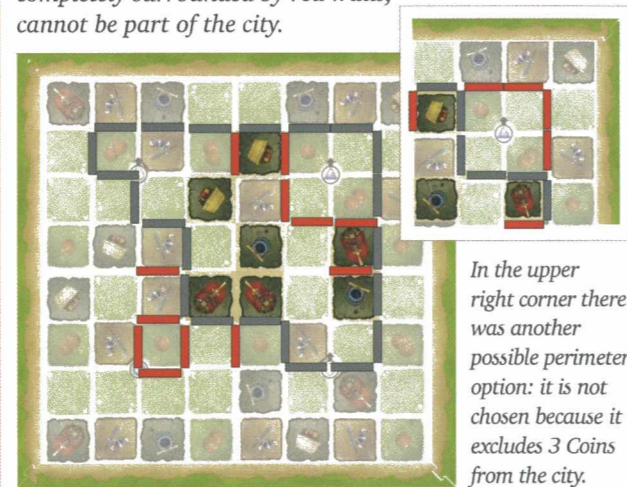 cannot be part of the city.
In the upper
right corner there
was another
possible perimeter
option: it is not
chosen because it
excludes 3 Coins
from the city.